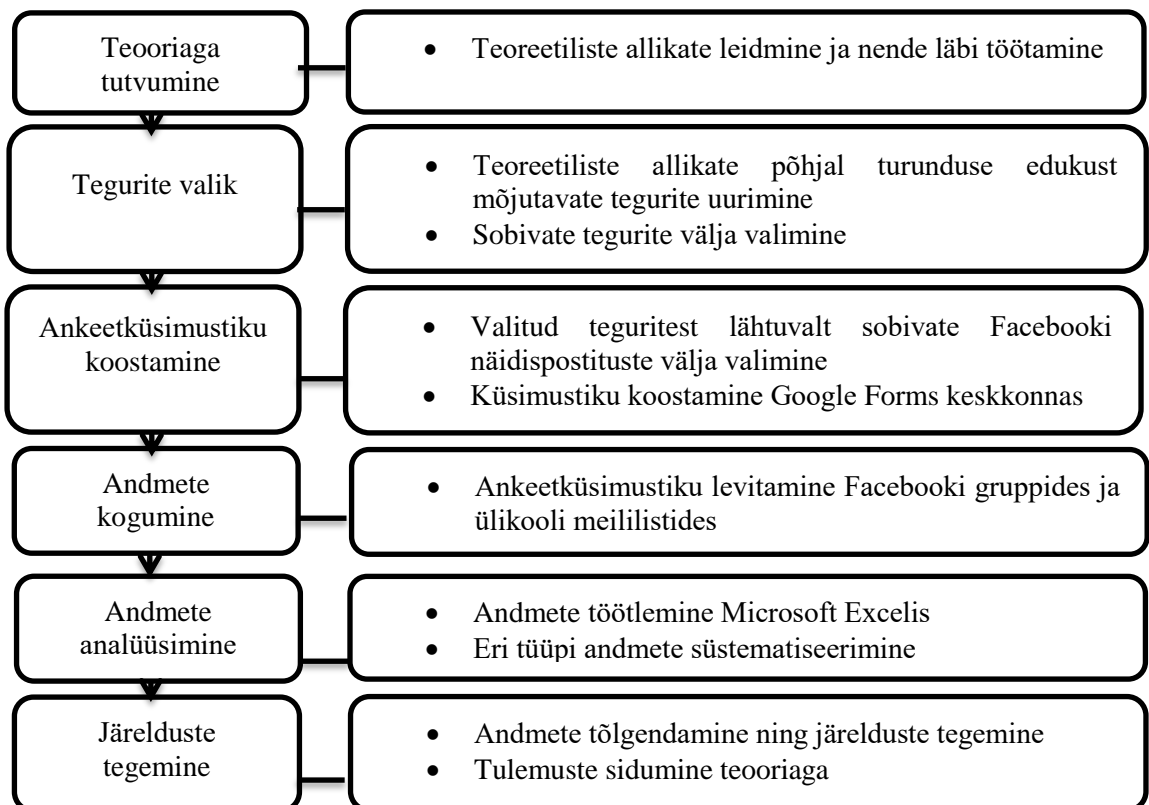 Teooriaga
tutvumine
• Teoreetiliste allikate leidmine ja nende läbi töötamine
Tegurite valik
• Teoreetiliste allikate põhjal turunduse edukust
mõjutavate tegurite uurimine
• Sobivate tegurite välja valimine
Ankeetküsimustiku
koostamine
• Valitud teguritest lähtuvalt sobivate Facebooki
näidispostituste välja valimine
• Küsimustiku koostamine Google Forms keskkonnas
Andmete
kogumine
• Ankeetküsimustiku levitamine Facebooki gruppides ja
ülikooli meililistides
Andmete
analüüsimine
• Andmete töötlemine Microsoft Excelis
• Eri tüüpi andmete süstematiseerimine
Järelduste
tegemine
• Andmete tõlgendamine ning järelduste tegemine
• Tulemuste sidumine teooriaga